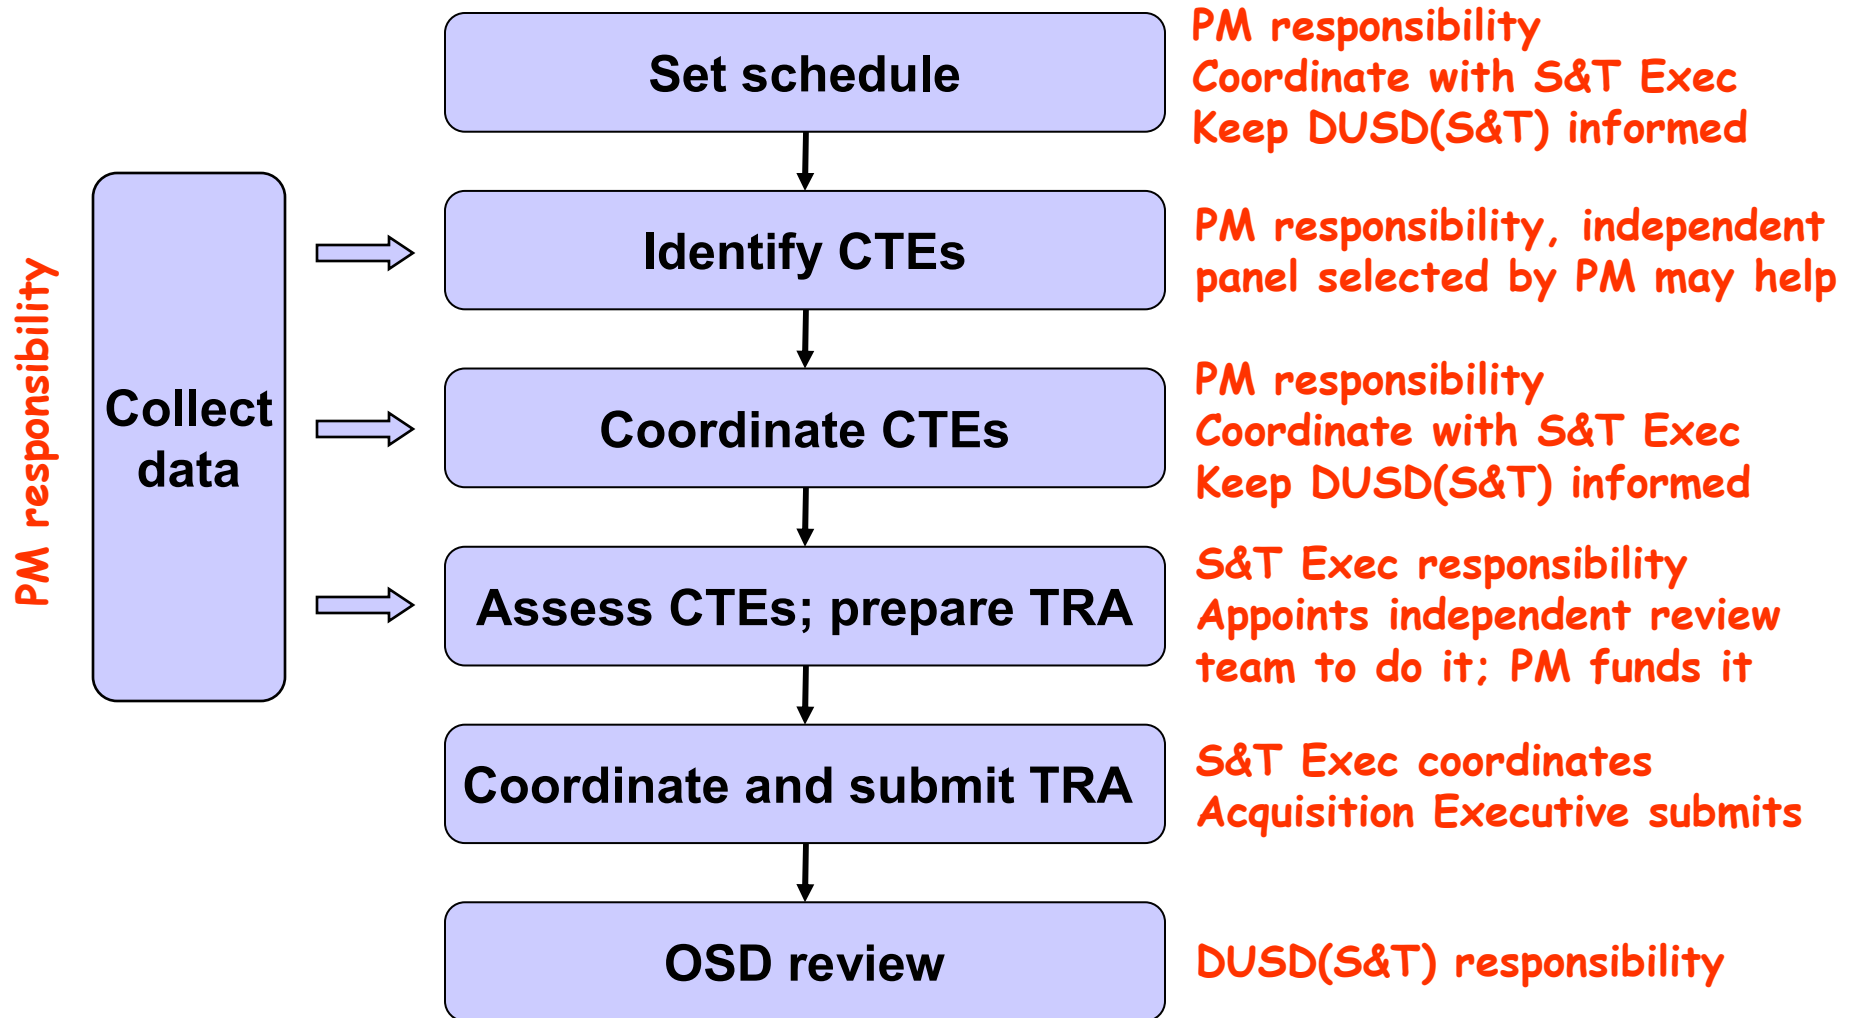 Set schedule
PM responsibility
Coordinate with S&T Exec
Keep DUSD(S&T) informed
PM responsibility
Collect
data
Identify CTEs
PM responsibility, independent
panel selected by PM may help
Coordinate CTEs
PM responsibility
Coordinate with S&T Exec
Keep DUSD(S&T) informed
Assess CTEs; prepare TRA
S&T Exec responsibility
Appoints independent review
team to do it; PM funds it
Coordinate and submit TRA
S&T Exec coordinates
Acquisition Executive submits
OSD review
DUSD(S&T) responsibility